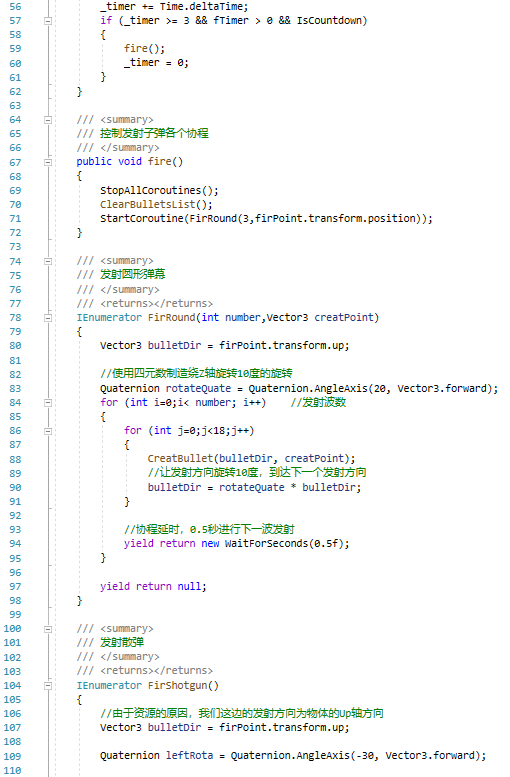 56 _timer += Time.deltaTime;
57 if (_timer >= 3 && fTimer > 0 && IsCountdown)
58 {
59 fire();
60 _timer = 0;
61 }
62 }
63
64 /// <summary>
65 /// 控制发射子弹各个协程
66 /// </summary>
67 public void fire()
68 {
69 StopAllCoroutines();
70 ClearBulletsList();
71 StartCoroutine(FirRound(3,firPoint.transform.position));
72 }
73
74 /// <summary>
75 /// 发射圆形弹幕
76 /// </summary>
77 /// <returns></returns>
78 IEnumerator FirRound(int number,Vector3 creatPoint)
79 {
80 Vector3 bulletDir = firPoint.transform.up;
81
82 //使用四元数制造绕Z轴旋转10度的旋转
83 Quaternion rotateQuate = Quaternion.AngleAxis(20, Vector3.forward);
84 for (int i=0;i< number; i++) //发射波数
85 {
86 for (int j=0;j<18;j++)
87 {
88 CreatBullet(bulletDir, creatPoint);
89 //让发射方向旋转10度，到达下一个发射方向
90 bulletDir = rotateQuate * bulletDir;
91 }
92
93 //协程延时，0.5秒进行下一波发射
94 yield return new WaitForSeconds(0.5f);
95 }
96
97 yield return null;
98 }
99
100 /// <summary>
101 /// 发射散弹
102 /// </summary>
103 /// <returns></returns>
104 IEnumerator FirShotgun()
105 {
106 //由于资源的原因，我们这边的发射方向为物体的Up轴方向
107 Vector3 bulletDir = firPoint.transform.up;
108
109 Quaternion leftRota = Quaternion.AngleAxis(-30, Vector3.forward);
110